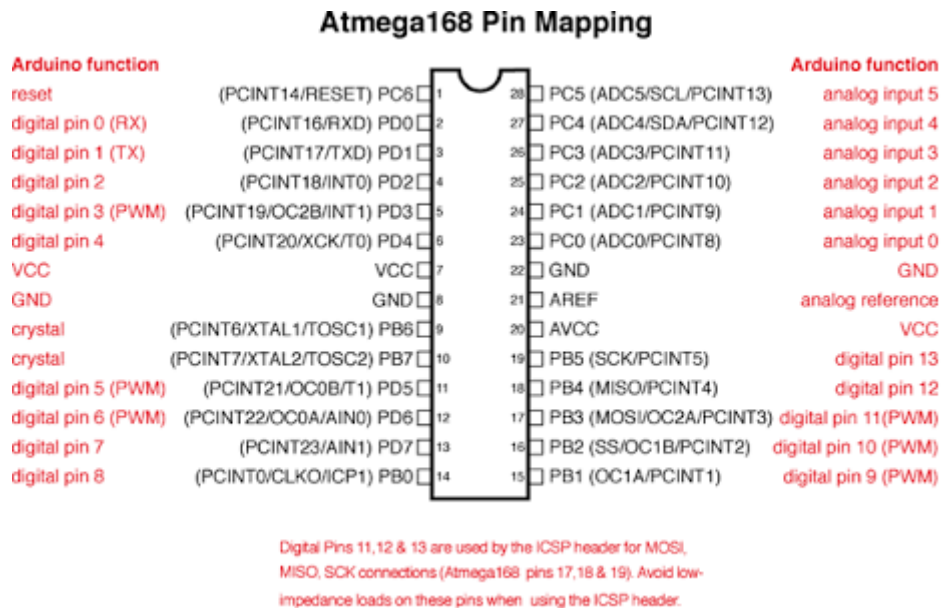 Atmega168 Pin Mapping
Arduino function Arduino function
reset (PCINT14/RESET) PC6 1 28 PC5 (ADC5/SCL/PCINT13) analog input 5
digital pin 0 (RX) (PCINT16/RXD) PD0 2 27 PC4 (ADC4/SDA/PCINT12) analog input 4
digital pin 1 (TX) (PCINT17/TXD) PD1 3 26 PC3 (ADC3/PCINT11) analog input 3
digital pin 2 (PCINT18/INT0) PD2 4 25 PC2 (ADC2/PCINT10) analog input 2
digital pin 3 (PWM) (PCINT19/OC2B/INT1) PD3 5 24 PC1 (ADC1/PCINT9) analog input 1
digital pin 4 (PCINT20/XCK/T0) PD4 6 23 PC0 (ADC0/PCINT8) analog input 0
VCC VCC 7 22 GND GND
GND GND 8 21 AREF analog reference
crystal (PCINT6/XTAL1/TOSC1) PB6 9 20 AVCC VCC
crystal (PCINT7/XTAL2/TOSC2) PB7 10 19 PB5 (SCK/PCINT5) digital pin 13
digital pin 5 (PWM) (PCINT21/OC0B/T1) PD5 11 18 PB4 (MISO/PCINT4) digital pin 12
digital pin 6 (PWM) (PCINT22/OC0A/AIN0) PD6 12 17 PB3 (MOSI/OC2A/PCINT3) digital pin 11(PWM)
digital pin 7 (PCINT23/AIN1) PD7 13 16 PB2 (SS/OC1B/PCINT2) digital pin 10 (PWM)
digital pin 8 (PCINT0/CLKO/ICP1) PB0 14 15 PB1 (OC1A/PCINT1) digital pin 9 (PWM)
Digital Pins 11,12 & 13 are used by the ICSP header for MOSI,
MISO, SCK connections (Atmega168 pins 17,18 & 19). Avoid low-
impedance loads on these pins when using the ICSP header.